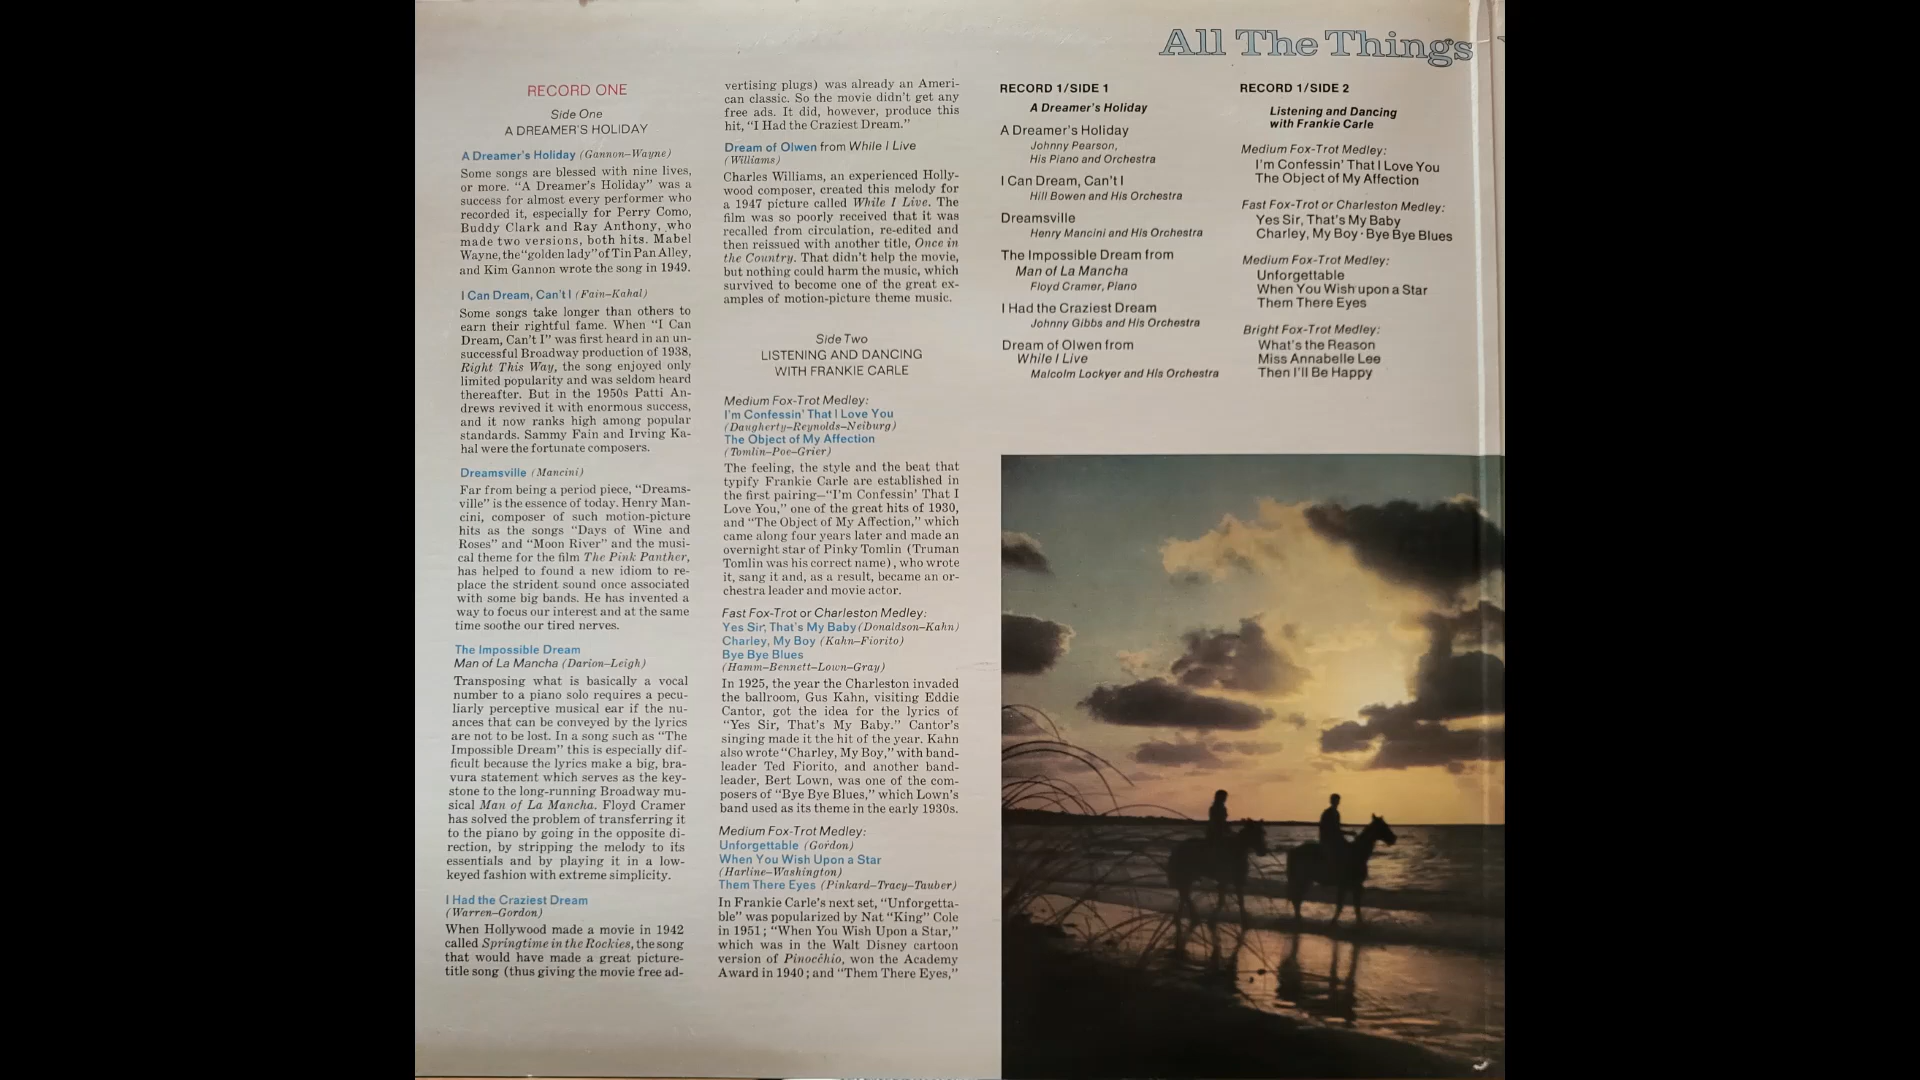 All The Things
RECORD ONE
Side One
A DREAMER'S HOLIDAY
A Dreamer's Holiday (Gannon–Wayne)
Some songs are blessed with nine lives,
or more. "A Dreamer's Holiday" was a
success for almost every performer who
recorded it, especially for Perry Como,
Buddy Clark and Ray Anthony, who
made two versions, both hits. Mabel
Wayne, the "golden lady" of Tin Pan Alley,
and Kim Gannon wrote the song in 1949.
I Can Dream, Can't I (Fain–Kahal)
Some songs take longer than others to
earn their rightful fame. When "I Can
Dream, Can't I" was first heard in an un-
successful Broadway production of 1938,
Right This Way, the song enjoyed only
limited popularity and was seldom heard
thereafter. But in the 1950s Patti An-
drews revived it with enormous success,
and it now ranks high among popular
standards. Sammy Fain and Irving Ka-
hal were the fortunate composers.
Dreamsville (Mancini)
Far from being a period piece, "Dreams-
ville" is the essence of today. Henry Man-
cini, composer of such motion-picture
hits as the songs "Days of Wine and
Roses" and "Moon River" and the musi-
cal theme for the film The Pink Panther,
has helped to found a new idiom to re-
place the strident sound once associated
with some big bands. He has invented a
way to focus our interest and at the same
time soothe our tired nerves.
The Impossible Dream
Man of La Mancha (Darion–Leigh)
Transposing what is basically a vocal
number to a piano solo requires a pecu-
liarly perceptive musical ear if the nu-
ances that can be conveyed by the lyrics
are not to be lost. In a song such as "The
Impossible Dream" this is especially dif-
ficult because the lyrics make a big, bra-
vura statement which serves as the key-
stone to the long-running Broadway mu-
sical Man of La Mancha. Floyd Cramer
has solved the problem of transferring it
to the piano by going in the opposite di-
rection, by stripping the melody to its
essentials and by playing it in a low-
keyed fashion with extreme simplicity.
I Had the Craziest Dream
(Warren–Gordon)
When Hollywood made a movie in 1942
called Springtime in the Rockies, the song
that would have made a great picture-
title song (thus giving the movie free ad-
vertising plugs) was already an Ameri-
can classic. So the movie didn't get any
free ads. It did, however, produce this
hit, "I Had the Craziest Dream."
Dream of Olwen from While I Live
(Williams)
Charles Williams, an experienced Holly-
wood composer, created this melody for
a 1947 picture called While I Live. The
film was so poorly received that it was
recalled from circulation, re-edited and
then reissued with another title, Once in
the Country. That didn't help the movie,
but nothing could harm the music, which
survived to become one of the great ex-
amples of motion-picture theme music.
Side Two
LISTENING AND DANCING
WITH FRANKIE CARLE
Medium Fox-Trot Medley:
I'm Confessin' That I Love You
(Daugherty–Reynolds–Neiburg)
The Object of My Affection
(Tomlin–Poe–Grier)
The feeling, the style and the beat that
typify Frankie Carle are established in
the first pairing—"I'm Confessin' That I
Love You," one of the great hits of 1930,
and "The Object of My Affection," which
came along four years later and made an
overnight star of Pinky Tomlin (Truman
Tomlin was his correct name), who wrote
it, sang it and, as a result, became an or-
chestra leader and movie actor.
Fast Fox-Trot or Charleston Medley:
Yes Sir, That's My Baby (Donaldson–Kahn)
Charley, My Boy (Kahn–Fiorito)
Bye Bye Blues
(Hamm–Bennett–Lown–Gray)
In 1925, the year the Charleston invaded
the ballroom, Gus Kahn, visiting Eddie
Cantor, got the idea for the lyrics of
"Yes Sir, That's My Baby." Cantor's
singing made it the hit of the year. Kahn
also wrote "Charley, My Boy," with band-
leader Ted Fiorito, and another band-
leader, Bert Lown, was one of the com-
posers of "Bye Bye Blues," which Lown's
band used as its theme in the early 1930s.
Medium Fox-Trot Medley:
Unforgettable (Gordon)
When You Wish Upon a Star
(Harline–Washington)
Them There Eyes (Pinkard–Tracy–Tauber)
In Frankie Carle's next set, "Unforgetta-
ble" was popularized by Nat "King" Cole
in 1951; "When You Wish Upon a Star,"
which was in the Walt Disney cartoon
version of Pinocchio, won the Academy
Award in 1940; and "Them There Eyes,"
RECORD 1/SIDE 1
A Dreamer's Holiday
A Dreamer's Holiday
Johnny Pearson,
His Piano and Orchestra
I Can Dream, Can't I
Hill Bowen and His Orchestra
Dreamsville
Henry Mancini and His Orchestra
The Impossible Dream from
Man of La Mancha
Floyd Cramer, Piano
I Had the Craziest Dream
Johnny Gibbs and His Orchestra
Dream of Olwen from
While I Live
Malcolm Lockyer and His Orchestra
RECORD 1/SIDE 2
Listening and Dancing
with Frankie Carle
Medium Fox-Trot Medley:
I'm Confessin' That I Love You
The Object of My Affection
Fast Fox-Trot or Charleston Medley:
Yes Sir, That's My Baby
Charley, My Boy · Bye Bye Blues
Medium Fox-Trot Medley:
Unforgettable
When You Wish upon a Star
Them There Eyes
Bright Fox-Trot Medley:
What's the Reason
Miss Annabelle Lee
Then I'll Be Happy